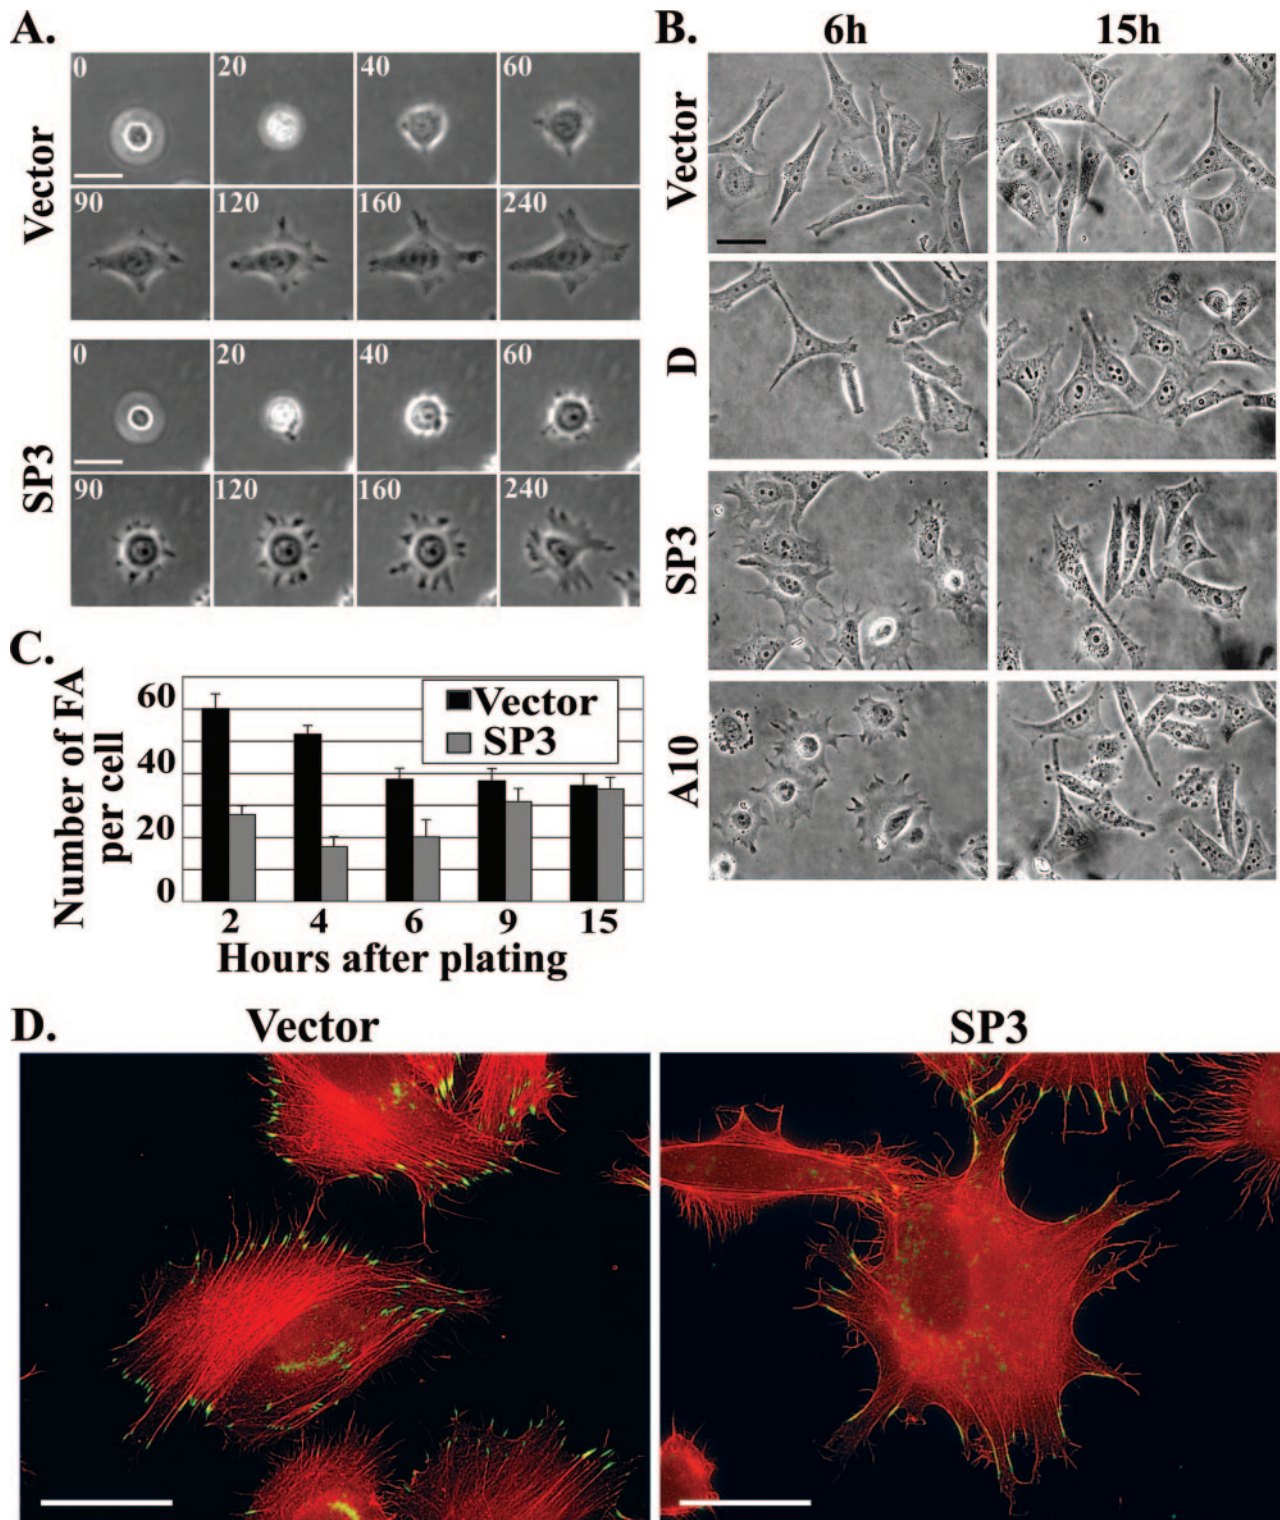 A.
Vector
0 20 40 60
90 120 160 240
SP3
0 20 40 60
90 120 160 240
B.
6h 15h
Vector
D
SP3
A10
C.
Number of FA
per cell
60
40
20
0
Vector
SP3
2 4 6 9 15
Hours after plating
D.
Vector SP3